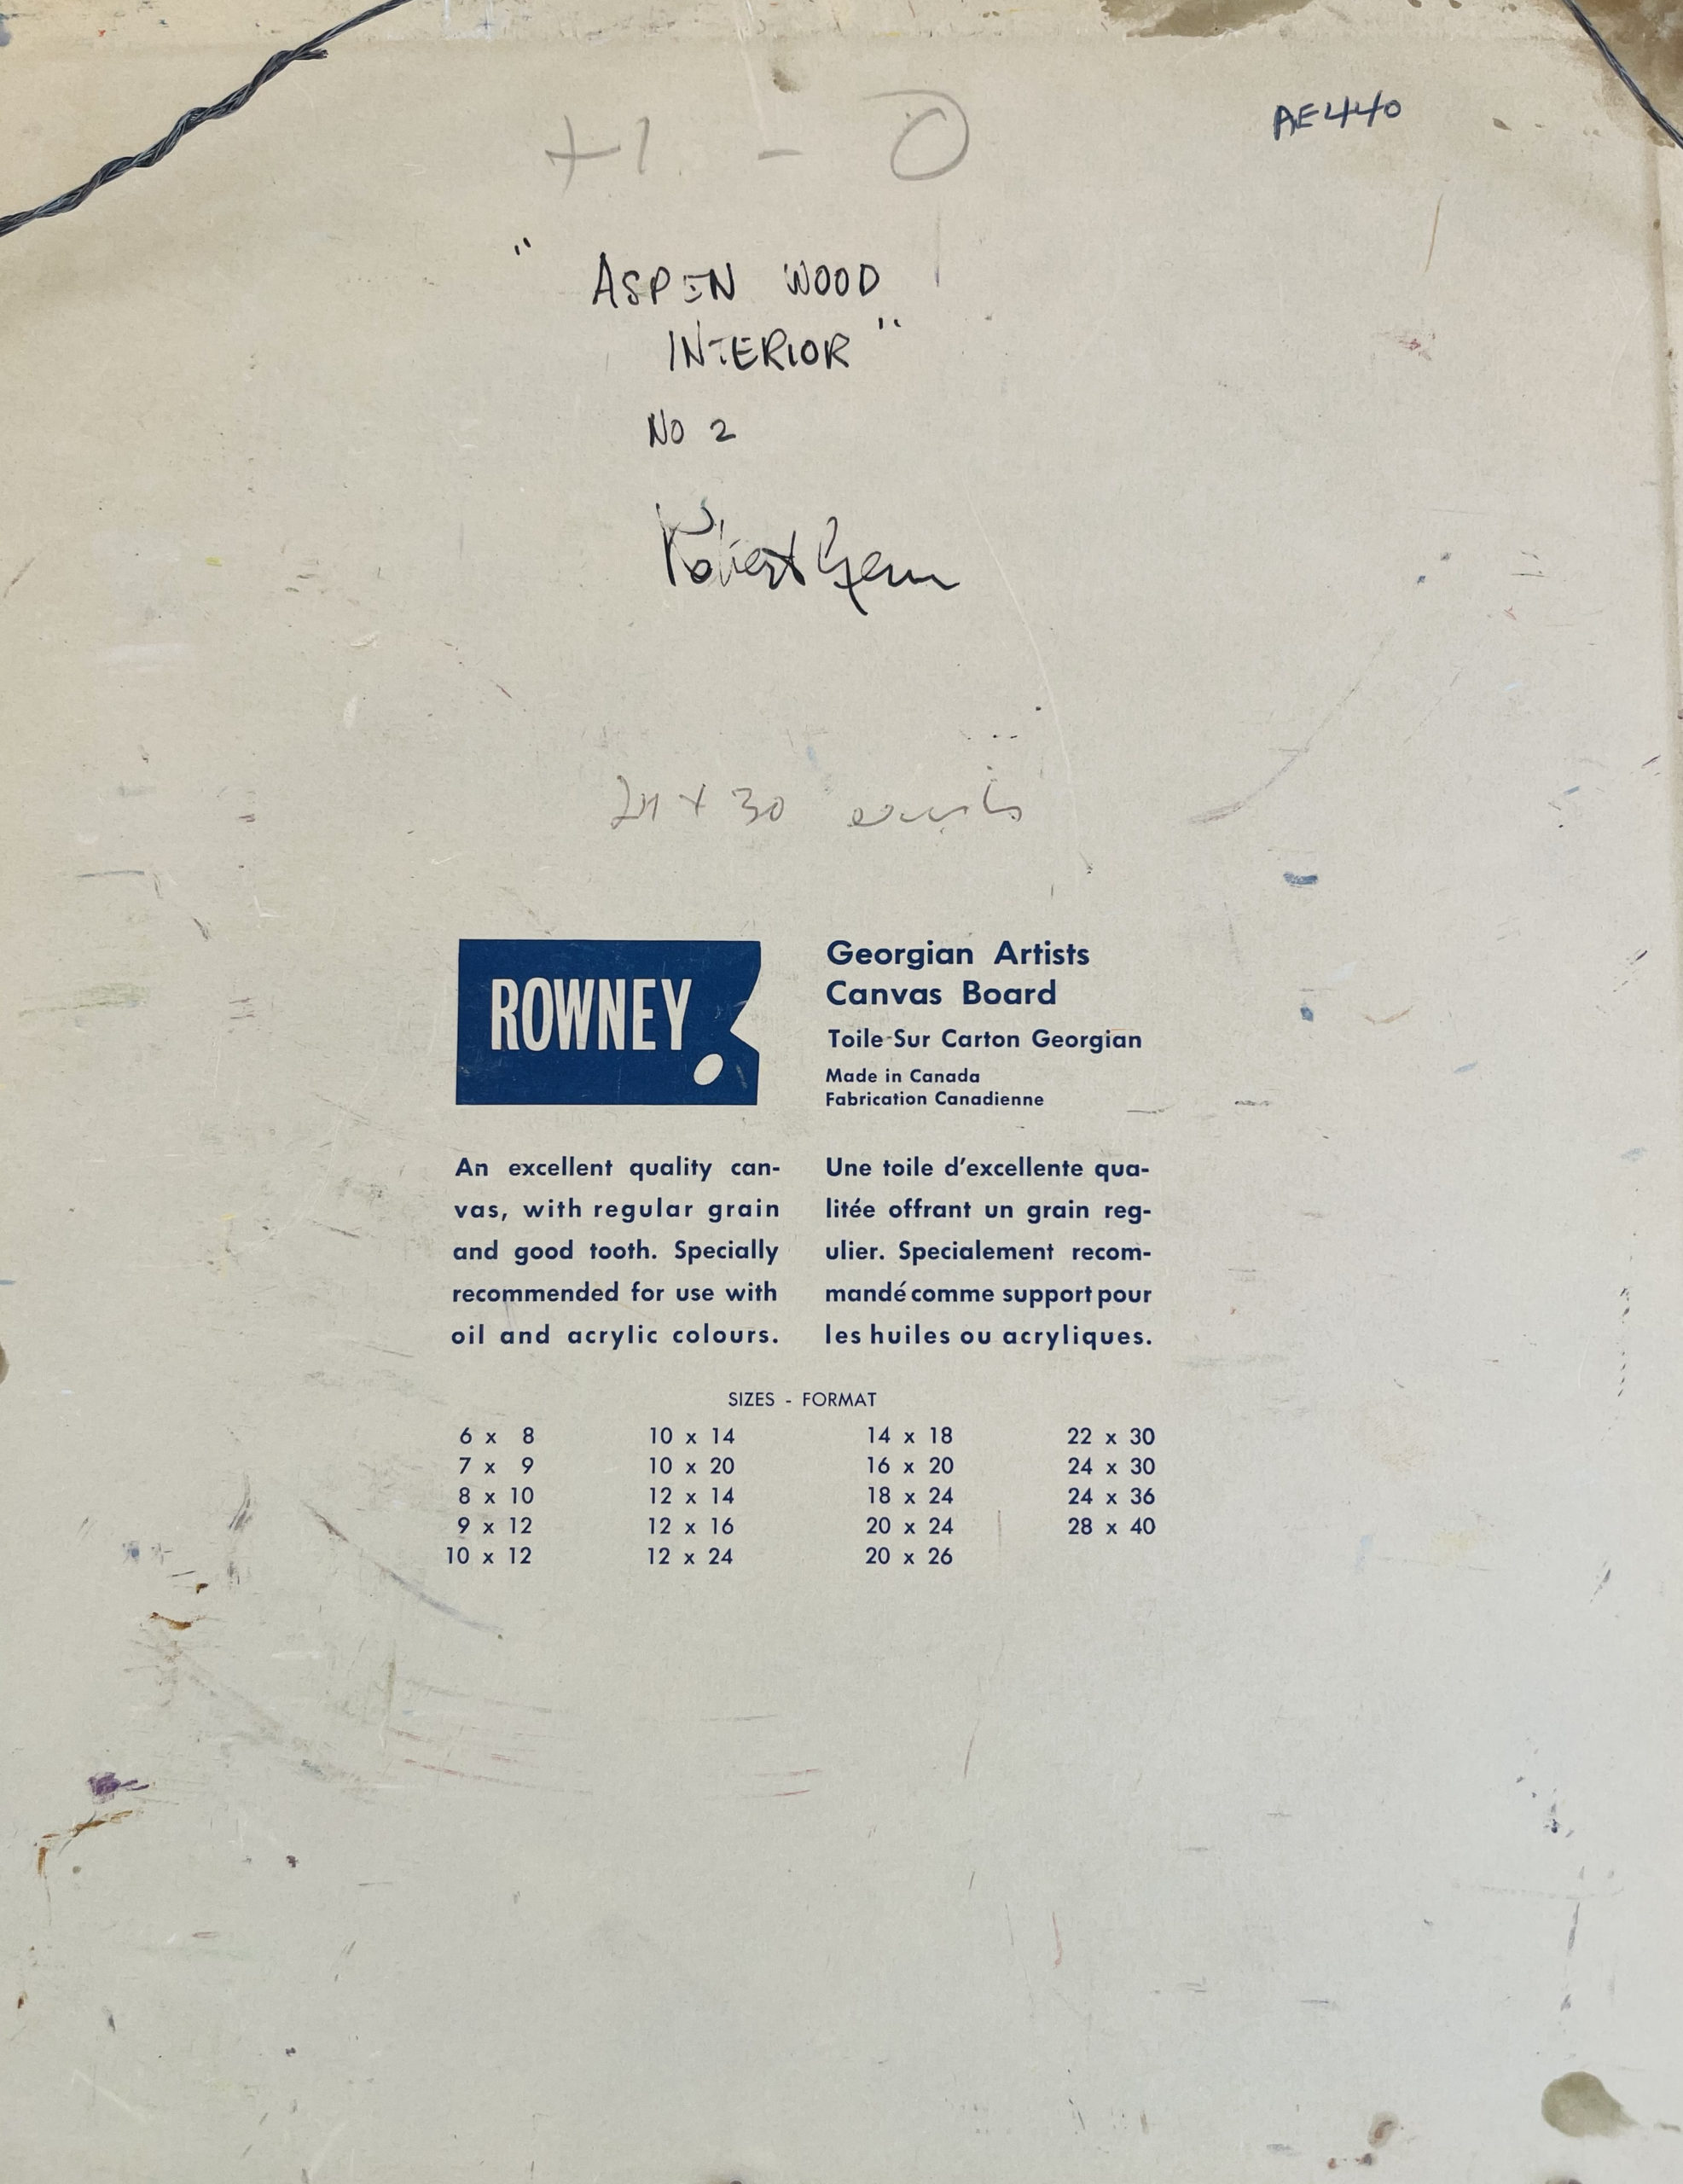 +1 - 0
AE440
" ASPEN WOOD
INTERIOR "
NO 2
Robert Genn
24 x 30
ROWNEY
Georgian Artists
Canvas Board
Toile Sur Carton Georgian
Made in Canada
Fabrication Canadienne
An excellent quality can-
vas, with regular grain
and good tooth. Specially
recommended for use with
oil and acrylic colours.
Une toile d'excellente qua-
litée offrant un grain reg-
ulier. Specialement recom-
mandé comme support pour
les huiles ou acryliques.
SIZES - FORMAT
6 x 8 10 x 14 14 x 18 22 x 30
7 x 9 10 x 20 16 x 20 24 x 30
8 x 10 12 x 14 18 x 24 24 x 36
9 x 12 12 x 16 20 x 24 28 x 40
10 x 12 12 x 24 20 x 26